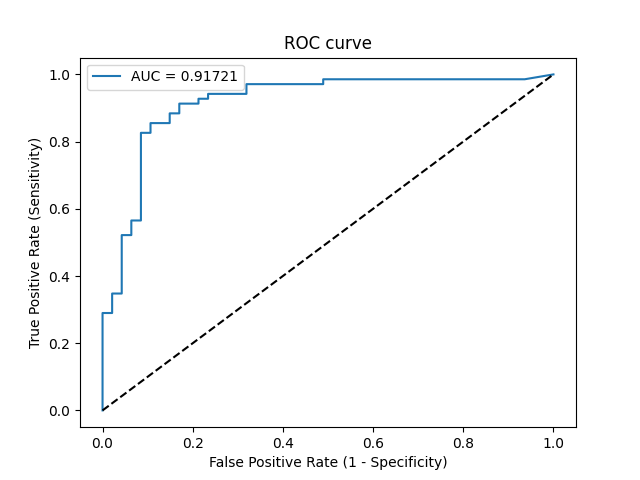 ROC curve
AUC = 0.91721
True Positive Rate (Sensitivity)
1.0
0.8
0.6
0.4
0.2
0.0
0.0 0.2 0.4 0.6 0.8 1.0
False Positive Rate (1 - Specificity)